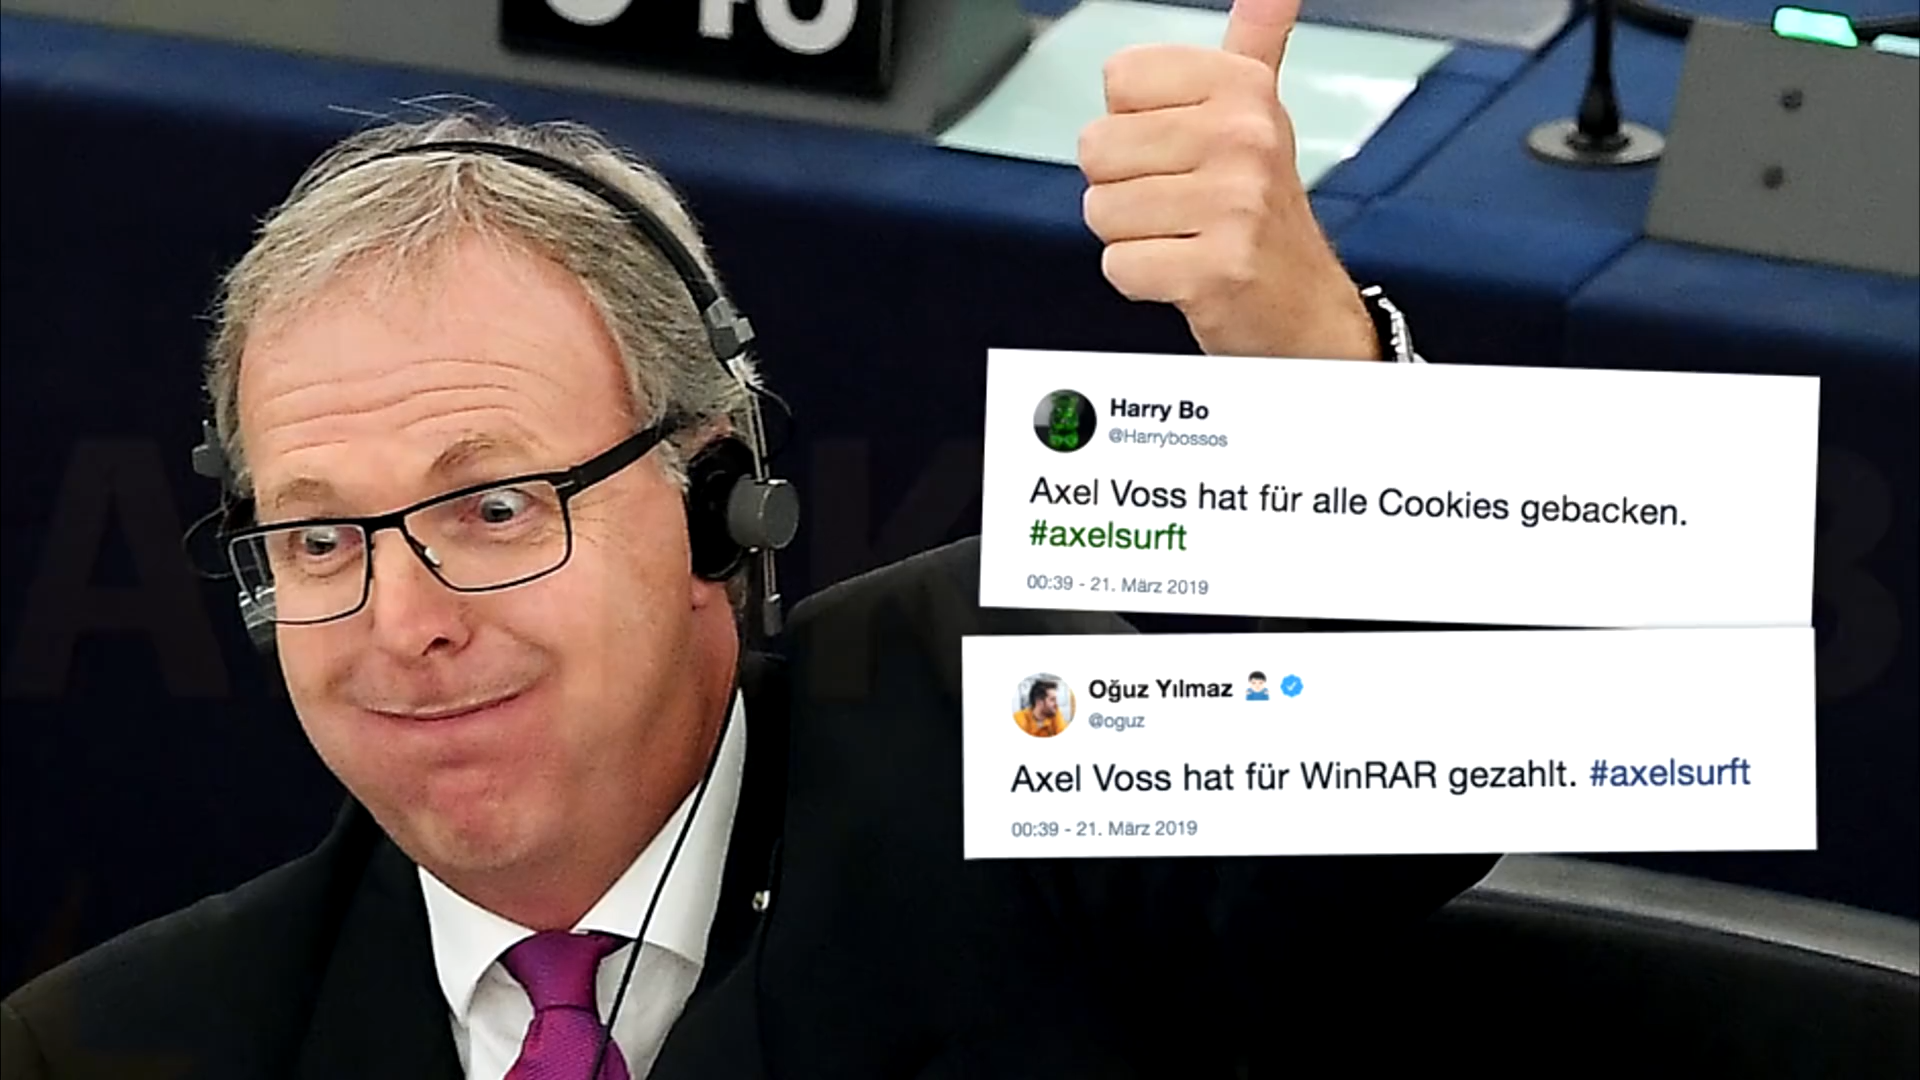 Harry Bo
@Harrybossos
Axel Voss hat für alle Cookies gebacken.
#axelsurft
00:39 - 21. März 2019
Oğuz Yılmaz
@oguz
Axel Voss hat für WinRAR gezahlt. #axelsurft
00:39 - 21. März 2019